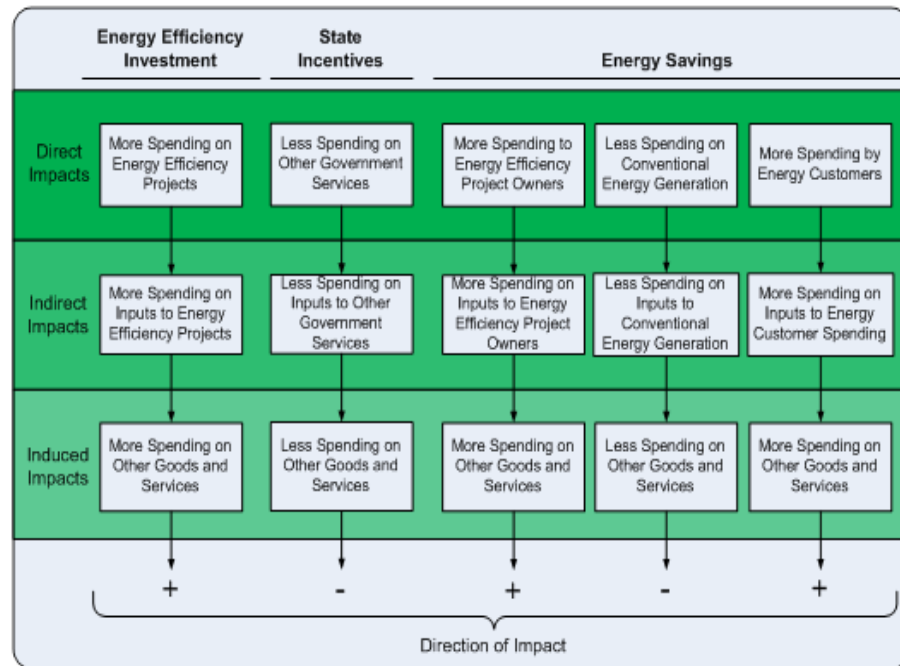 Energy Efficiency
Investment
State
Incentives
Energy Savings
Direct
Impacts
More Spending on
Energy Efficiency
Projects
Less Spending on
Other Government
Services
More Spending to
Energy Efficiency
Project Owners
Less Spending on
Conventional
Energy Generation
More Spending by
Energy Customers
Indirect
Impacts
More Spending on
Inputs to Energy
Efficiency Projects
Less Spending on
Inputs to Other
Government
Services
More Spending on
Inputs to Energy
Efficiency Project
Owners
Less Spending on
Inputs to
Conventional
Energy Generation
More Spending on
Inputs to Energy
Customer Spending
Induced
Impacts
More Spending on
Other Goods and
Services
Less Spending on
Other Goods and
Services
More Spending on
Other Goods and
Services
Less Spending on
Other Goods and
Services
More Spending on
Other Goods and
Services
+ - + - +
Direction of Impact